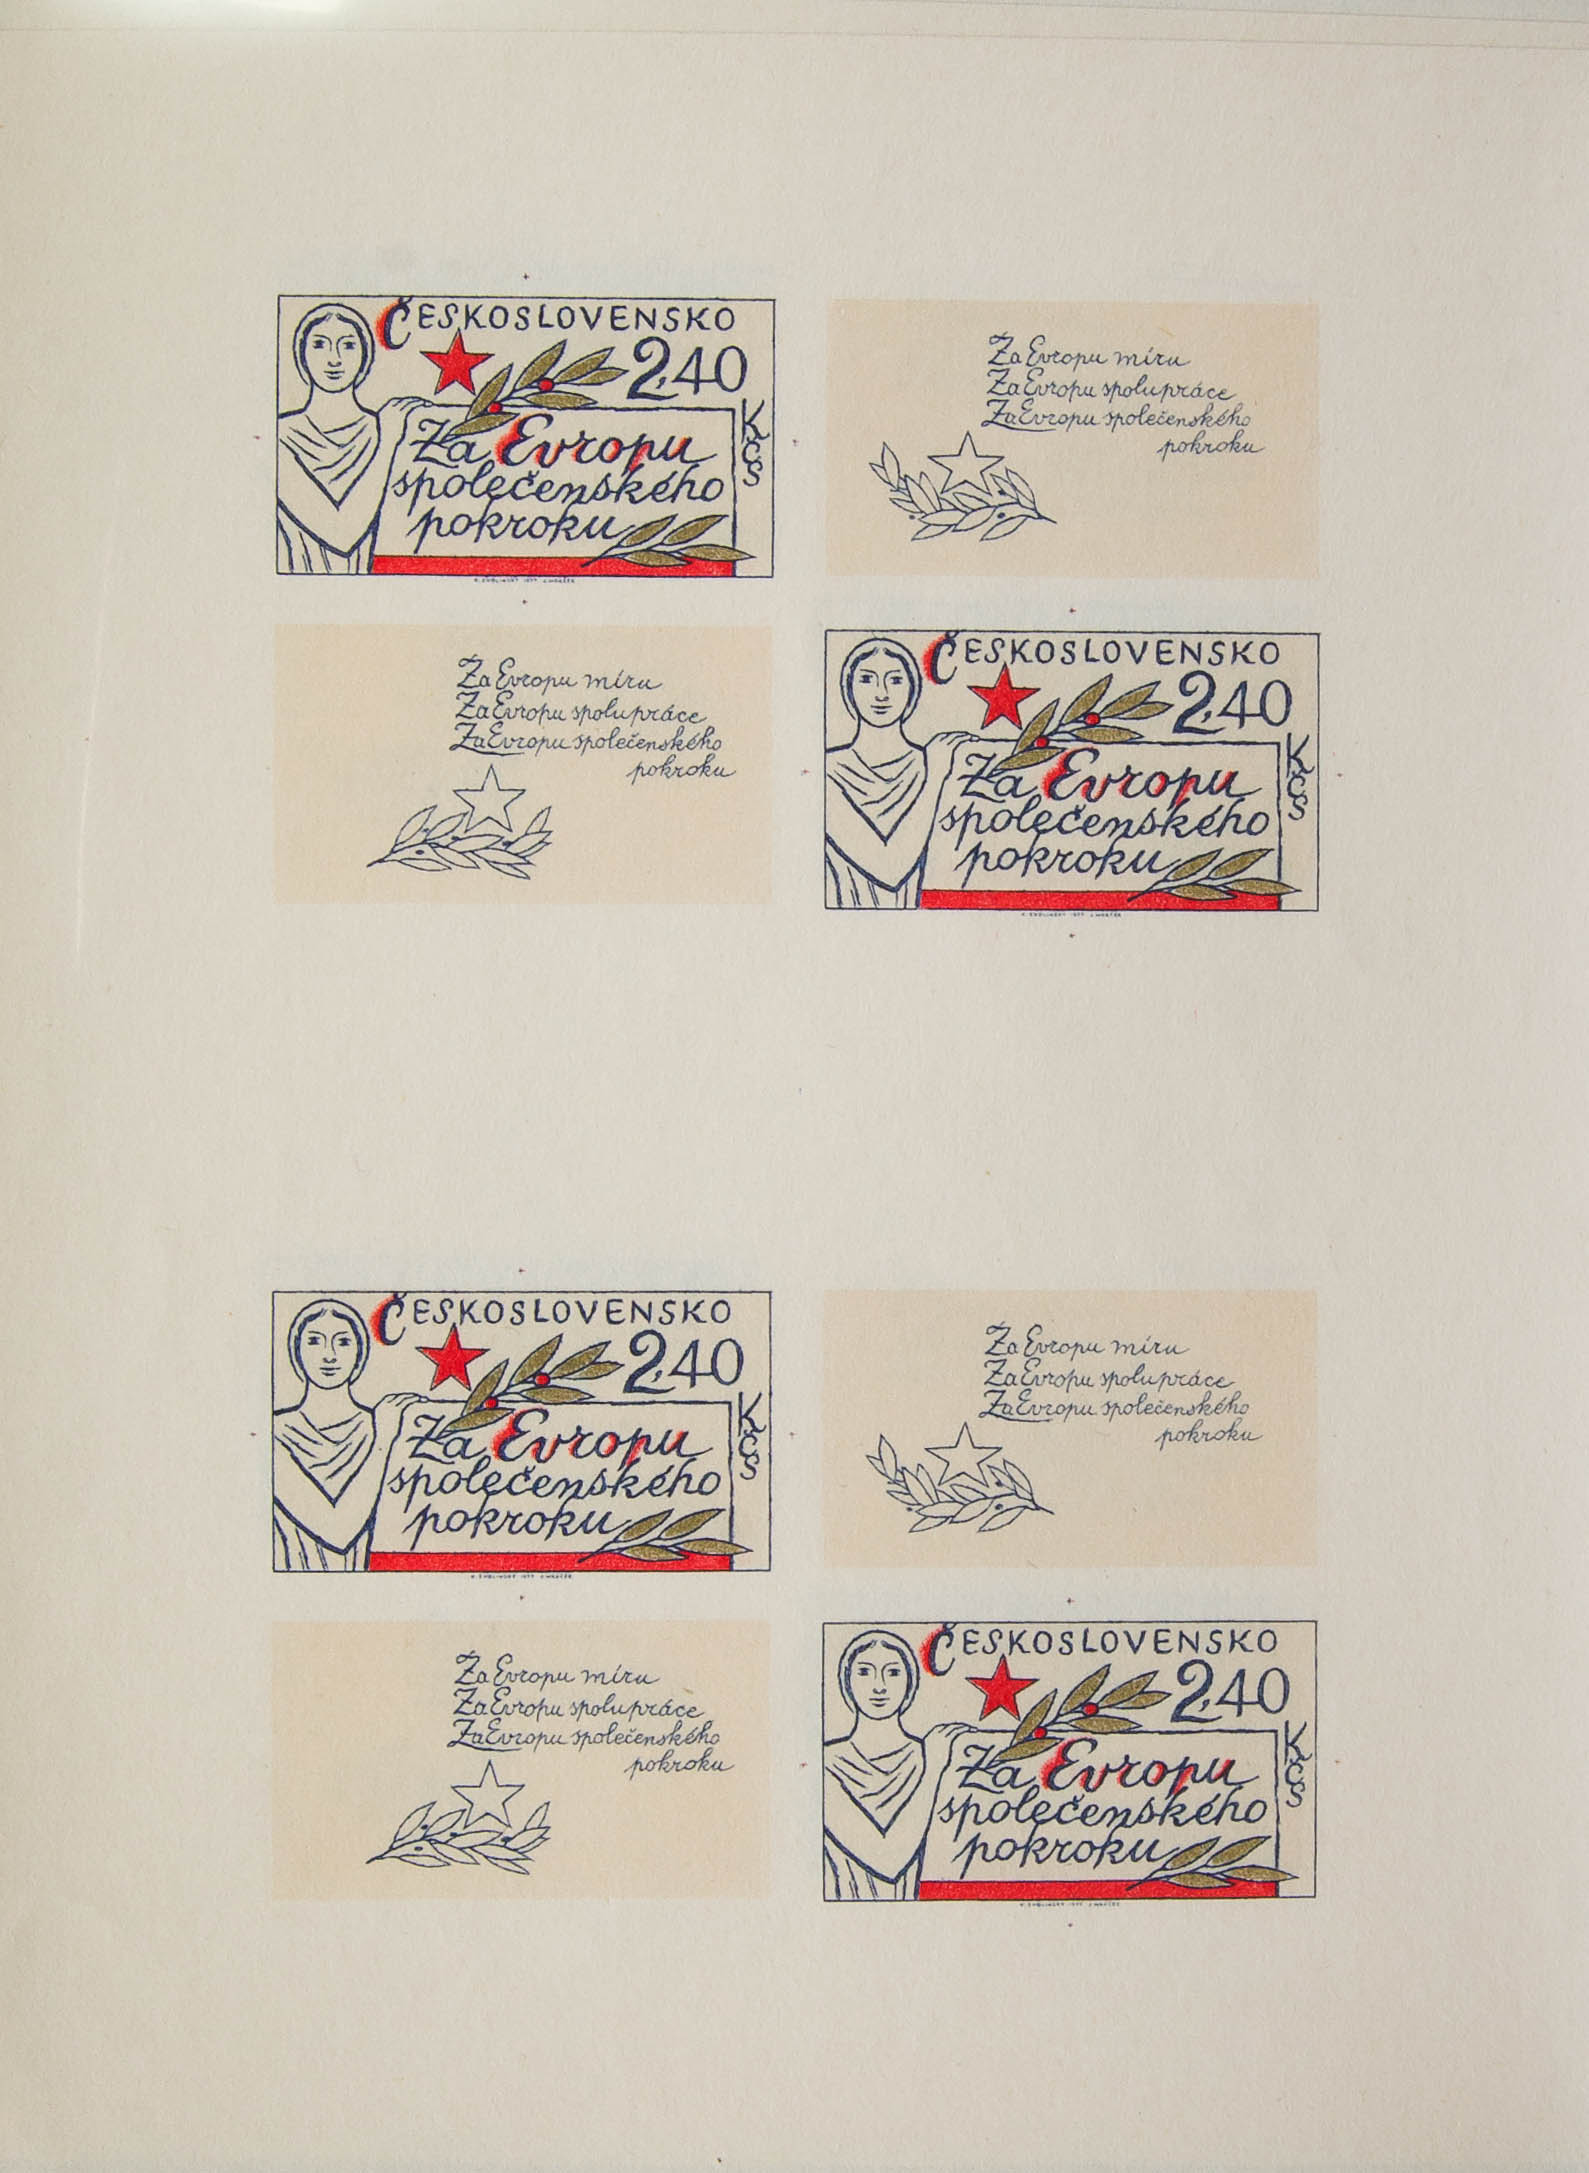 ČESKOSLOVENSKO
2,40
Kčs
Za Evropu
společenského
pokroku
Za Evropu míru
Za Evropu spolupráce
Za Evropu společenského
pokroku
Za Evropu míru
Za Evropu spolupráce
Za Evropu společenského
pokroku
ČESKOSLOVENSKO
2,40
Kčs
Za Evropu
společenského
pokroku
ČESKOSLOVENSKO
2,40
Kčs
Za Evropu
společenského
pokroku
Za Evropu míru
Za Evropu spolupráce
Za Evropu společenského
pokroku
Za Evropu míru
Za Evropu spolupráce
Za Evropu společenského
pokroku
ČESKOSLOVENSKO
2,40
Kčs
Za Evropu
společenského
pokroku